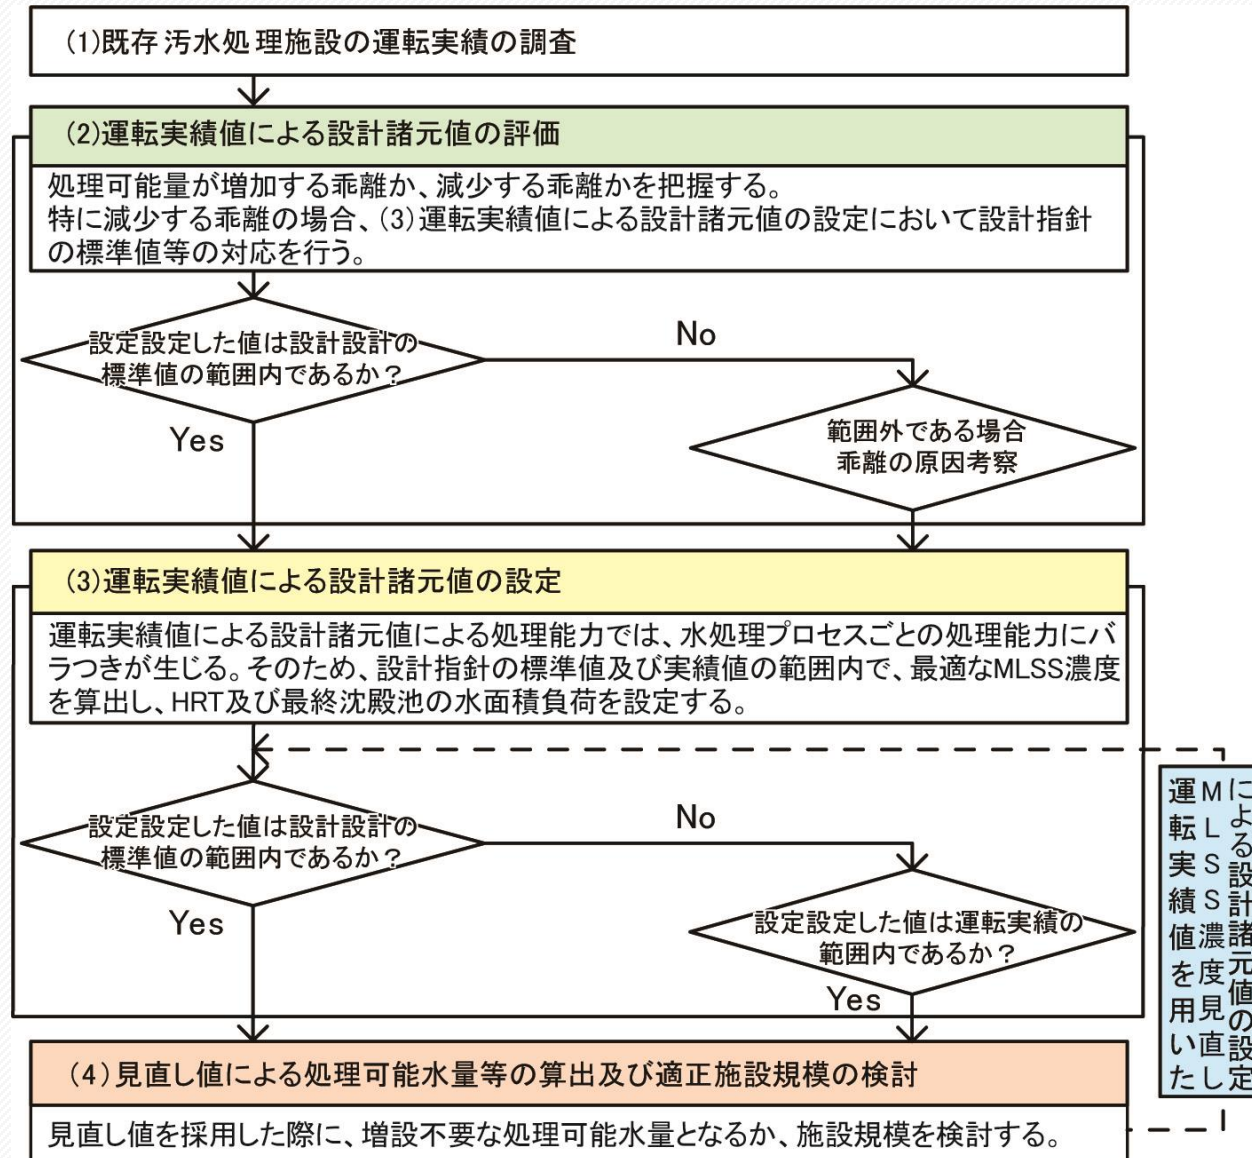 (1)既存汚水処理施設の運転実績の調査
(2)運転実績値による設計諸元値の評価
処理可能量が増加する乖離か、減少する乖離かを把握する。
特に減少する乖離の場合、(3)運転実績値による設計諸元値の設定において設計指針
の標準値等の対応を行う。
設定設定した値は設計設計の
標準値の範囲内であるか？
No
Yes
範囲外である場合
乖離の原因考察
(3)運転実績値による設計諸元値の設定
運転実績値による設計諸元値による処理能力では、水処理プロセスごとの処理能力にバ
ラつきが生じる。そのため、設計指針の標準値及び実績値の範囲内で、最適なMLSS濃度
を算出し、HRT及び最終沈殿池の水面積負荷を設定する。
設定設定した値は設計設計の
標準値の範囲内であるか？
No
Yes
設定設定した値は運転実績の
範囲内であるか？
Yes
による設計諸元値の設定
MLSS濃度見直し
運転実績値を用いた
(4)見直し値による処理可能水量等の算出及び適正施設規模の検討
見直し値を採用した際に、増設不要な処理可能水量となるか、施設規模を検討する。